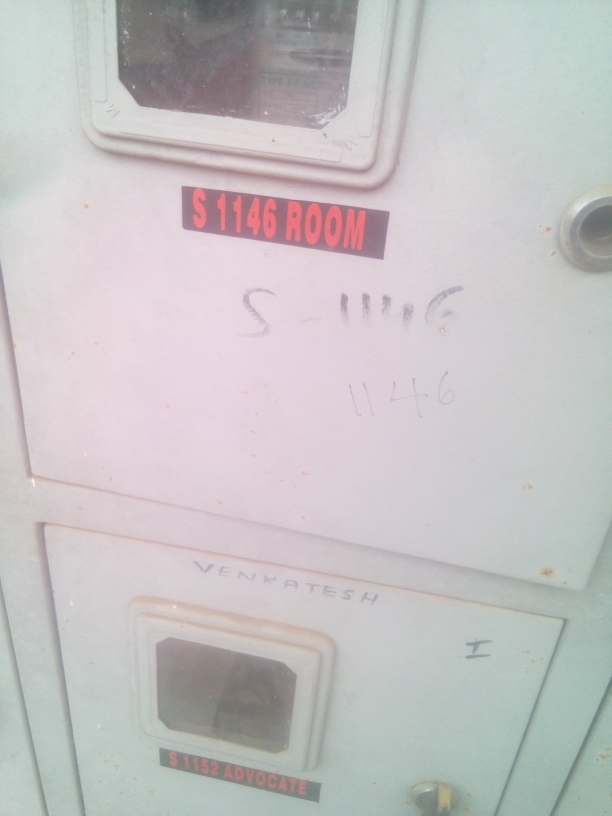 S 1146 ROOM
S-1146
1146
VENKATESH
I
S 1152 ADVOCATE